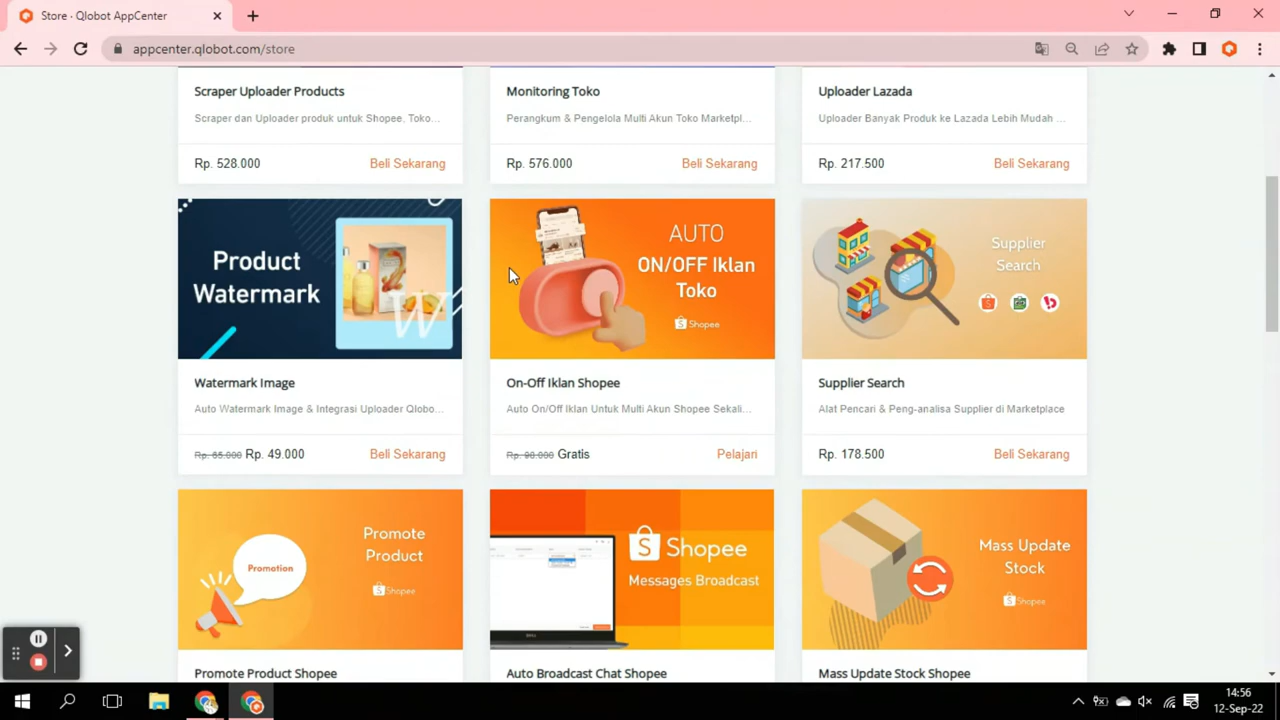 Store · Qlobot AppCenter
appcenter.qlobot.com/store
Scraper Uploader Products
Scraper dan Uploader produk untuk Shopee, Toko...
Rp. 528.000
Beli Sekarang
Monitoring Toko
Perangkum & Pengelola Multi Akun Toko Marketpl...
Rp. 576.000
Beli Sekarang
Uploader Lazada
Uploader Banyak Produk ke Lazada Lebih Mudah ...
Rp. 217.500
Beli Sekarang
Product
Watermark
W
Watermark Image
Auto Watermark Image & Integrasi Uploader Qlobo...
Rp. 65.000 Rp. 49.000
Beli Sekarang
AUTO
ON/OFF Iklan
Toko
Shopee
On-Off Iklan Shopee
Auto On/Off Iklan Untuk Multi Akun Shopee Sekali...
Rp. 98.000 Gratis
Pelajari
Supplier
Search
Supplier Search
Alat Pencari & Peng-analisa Supplier di Marketplace
Rp. 178.500
Beli Sekarang
Promotion
Promote
Product
Shopee
Promote Product Shopee
Shopee
Messages Broadcast
Auto Broadcast Chat Shopee
Mass Update
Stock
Shopee
Mass Update Stock Shopee
14:56
12-Sep-22